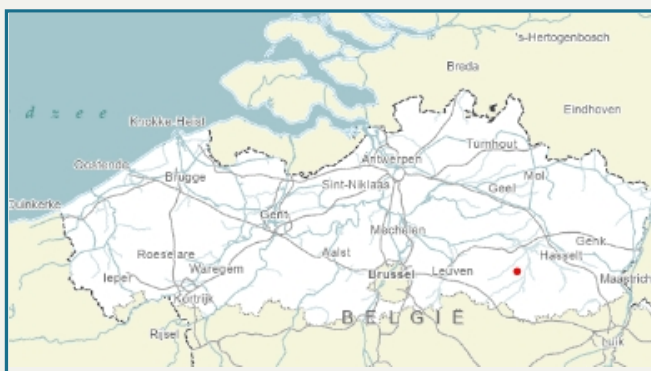 's-Hertogenbosch
Breda
Eindhoven
d z e e
Knokke-Heist
Turnhout
Antwerpen
Oostende
Mol
Brugge
Sint-Niklaas
Geel
Duinkerke
Gent
Mechelen
Genk
Roeselare
Aalst
Hasselt
Ieper
Waregem
Brussel
Leuven
Maastrich
Kortrijk
BELGIË
Rijsel
Luik